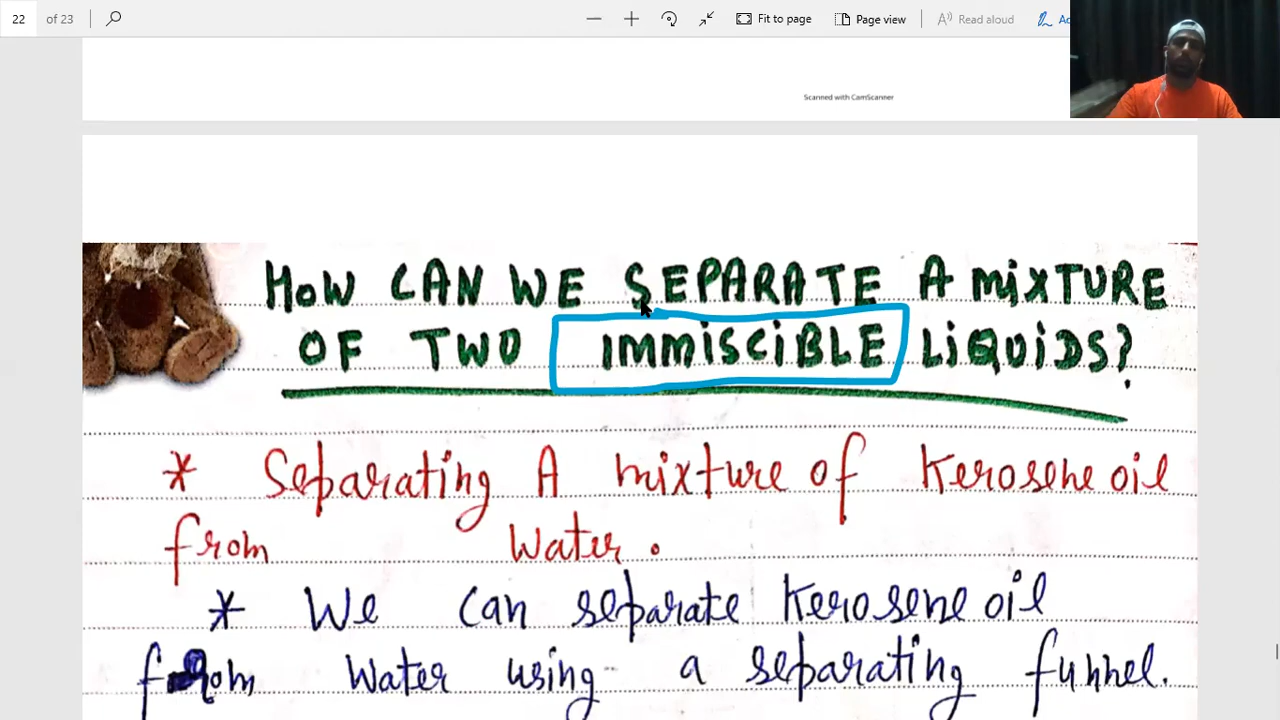 22 of 23 Fit to page Page view Read aloud
Scanned with CamScanner
HOW CAN WE SEPARATE A MiXTURE
OF TWO IMMiSCiBLE LiQUiDS?
* Separating A mixture of Kerosene oil
from Water.
* We can separate Kerosene oil
from Water using a separating funnel.